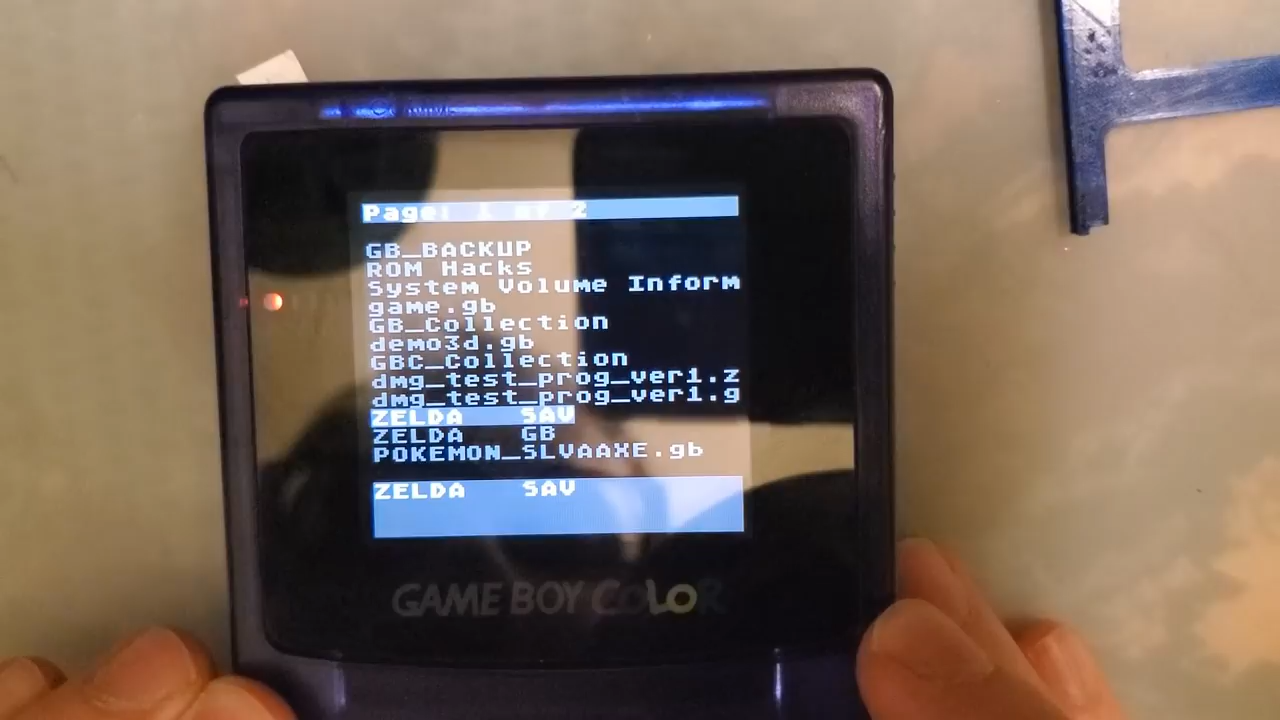 Page: 1 of 2
GB_BACKUP
ROM Hacks
System Volume Inform
game.gb
GB_Collection
demo3d.gb
GBC_Collection
dmg_test_prog_ver1.z
dmg_test_prog_ver1.g
ZELDA SAV
ZELDA GB
POKEMON_SLVAAXE.gb
ZELDA SAV
GAME BOY COLOR